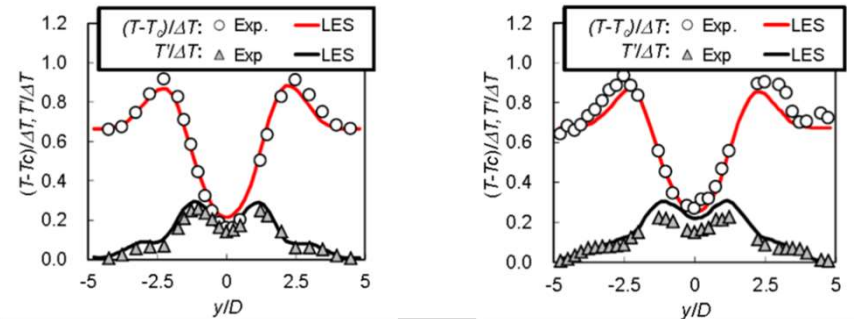 (T-Tc)/ΔT: Exp. LES
T'/ΔT: Exp LES
1.2
1.0
0.8
0.6
0.4
0.2
0.0
(T-Tc)/ΔT, T'/ΔT
-5 -2.5 0 2.5 5
y/D
(T-Tc)/ΔT: Exp. LES
T'/ΔT: Exp LES
1.2
1.0
0.8
0.6
0.4
0.2
0.0
(T-Tc)/ΔT, T'/ΔT
-5 -2.5 0 2.5 5
y/D